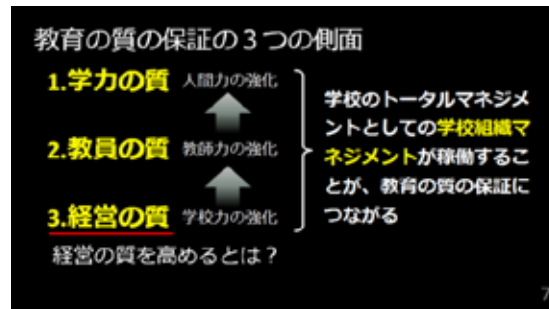 教育の質の保証の３つの側面
1.学力の質 人間力の強化
2.教員の質 教師力の強化
3.経営の質 学校力の強化
経営の質を高めるとは？
学校のトータルマネジメ
ントとしての学校組織マ
ネジメントが稼働するこ
とが、教育の質の保証に
つながる
7